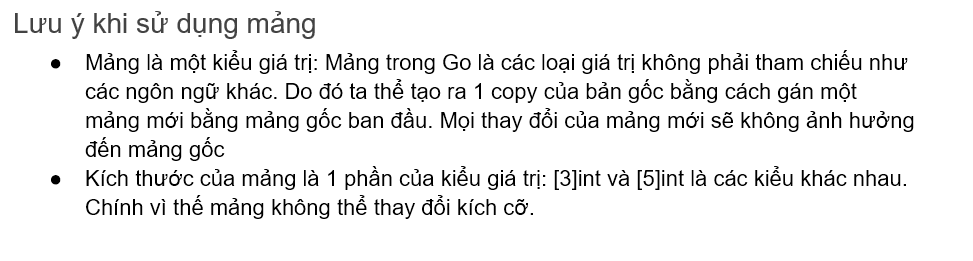 Lưu ý khi sử dụng mảng
● Mảng là một kiểu giá trị: Mảng trong Go là các loại giá trị không phải tham chiếu như
các ngôn ngữ khác. Do đó ta thể tạo ra 1 copy của bản gốc bằng cách gán một
mảng mới bằng mảng gốc ban đầu. Mọi thay đổi của mảng mới sẽ không ảnh hưởng
đến mảng gốc
● Kích thước của mảng là 1 phần của kiểu giá trị: [3]int và [5]int là các kiểu khác nhau.
Chính vì thế mảng không thể thay đổi kích cỡ.